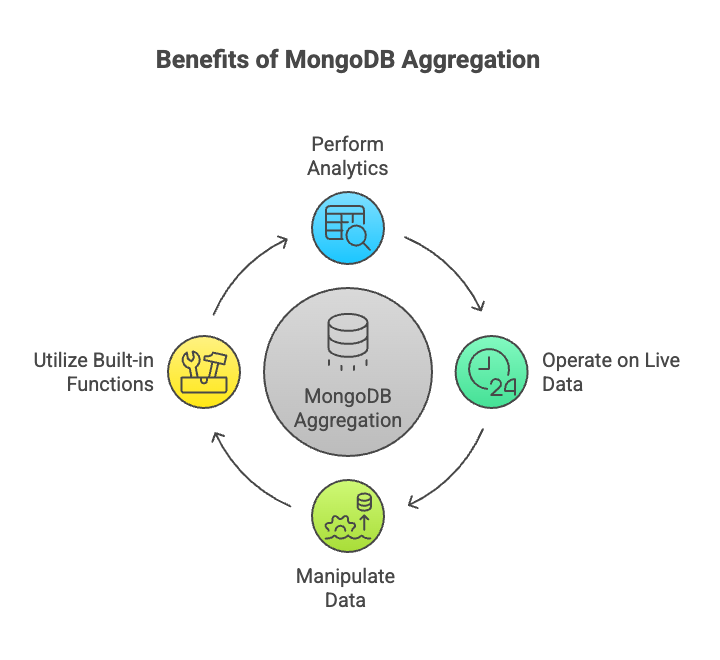 Benefits of MongoDB Aggregation
Perform
Analytics
Utilize Built-in
Functions
MongoDB
Aggregation
24
Operate on Live
Data
Manipulate
Data